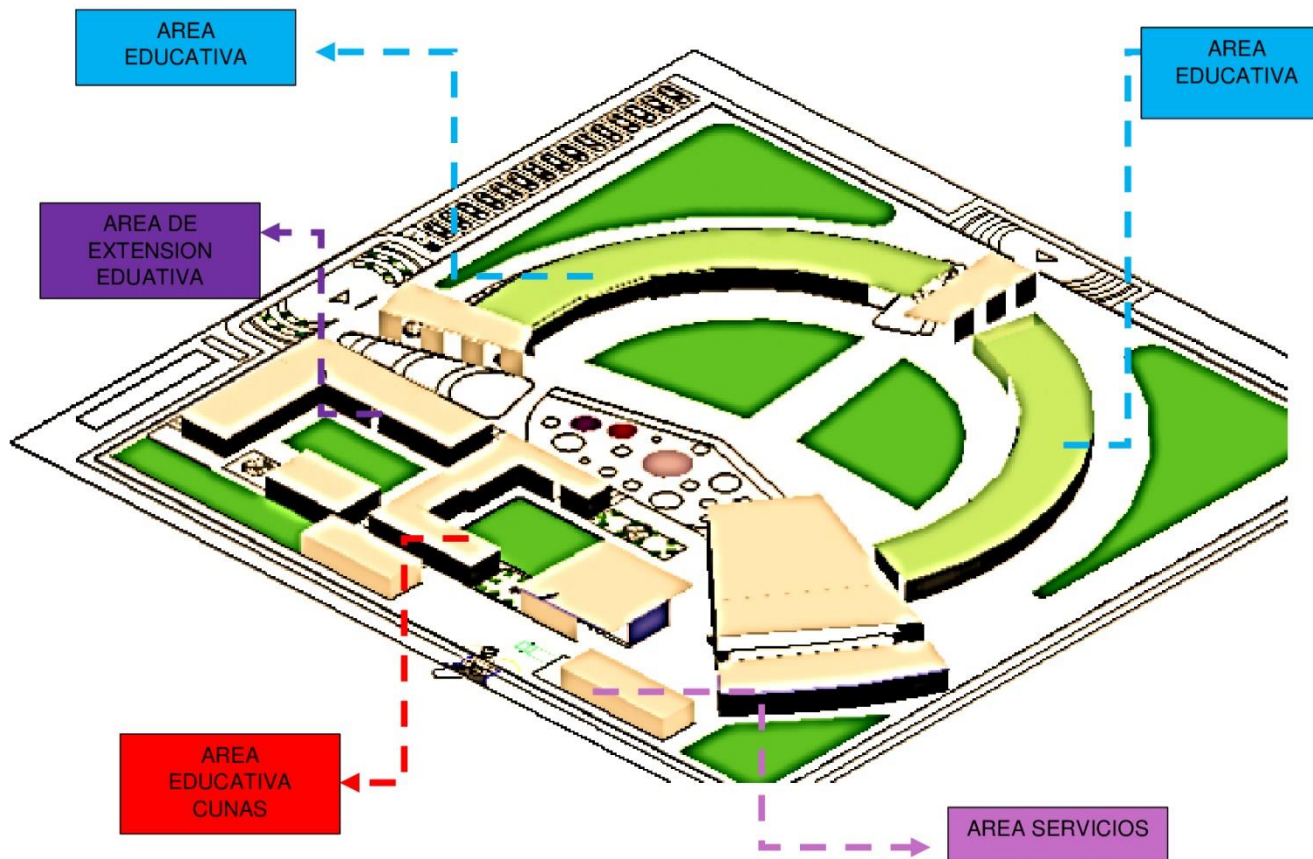 AREA
EDUCATIVA
AREA
EDUCATIVA
AREA DE
EXTENSION
EDUATIVA
AREA
EDUCATIVA
CUNAS
AREA SERVICIOS